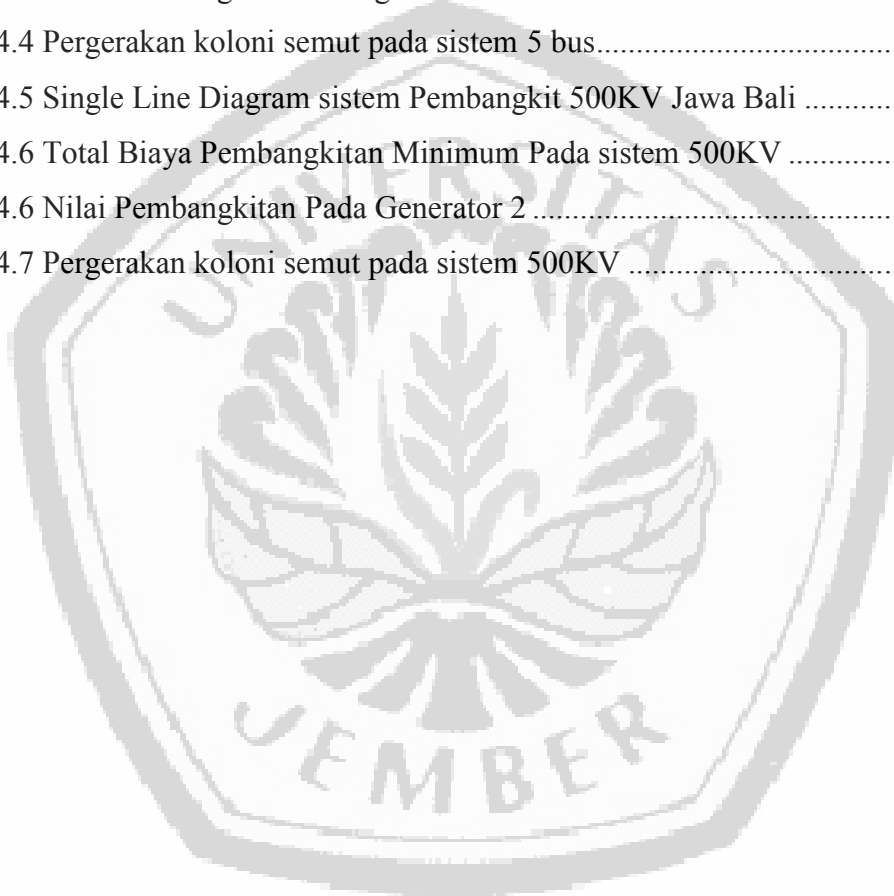 4.4 Pergerakan koloni semut pada sistem 5 bus..................................
4.5 Single Line Diagram sistem Pembangkit 500KV Jawa Bali ............
4.6 Total Biaya Pembangkitan Minimum Pada sistem 500KV ..............
4.6 Nilai Pembangkitan Pada Generator 2 ...........................................
4.7 Pergerakan koloni semut pada sistem 500KV ................................
UNIVERSITAS
JEMBER